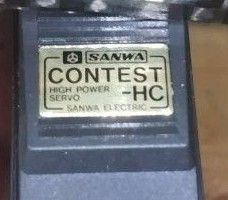 SANWA
CONTEST
HIGH POWER
SERVO -HC
SANWA ELECTRIC